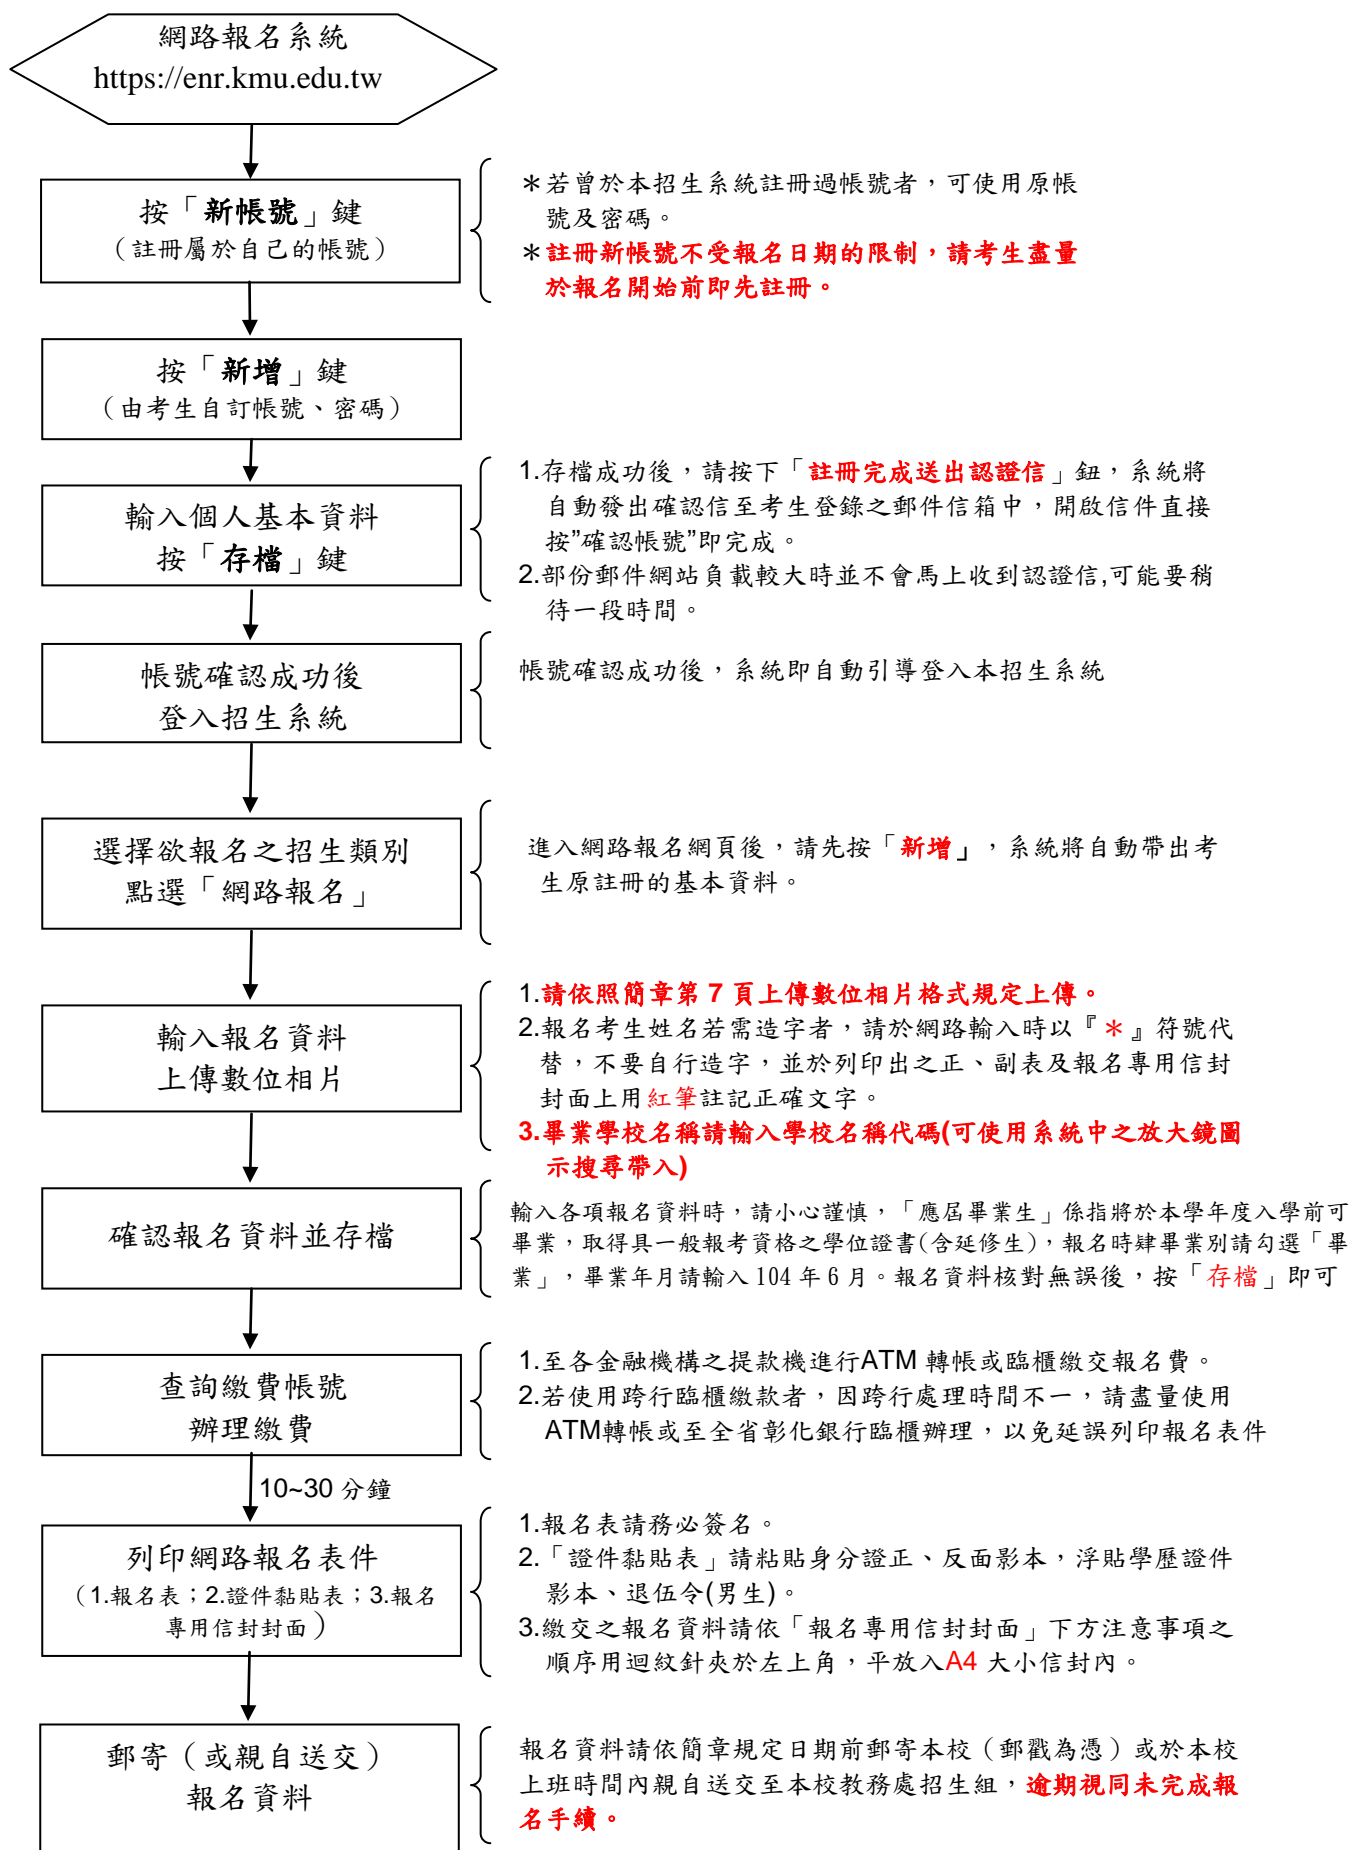 網路報名系統
https://enr.kmu.edu.tw
按「新帳號」鍵
（註冊屬於自己的帳號）
＊若曾於本招生系統註冊過帳號者，可使用原帳
號及密碼。
＊註冊新帳號不受報名日期的限制，請考生盡量
於報名開始前即先註冊。
按「新增」鍵
（由考生自訂帳號、密碼）
輸入個人基本資料
按「存檔」鍵
1.存檔成功後，請按下「註冊完成送出認證信」鈕，系統將
自動發出確認信至考生登錄之郵件信箱中，開啟信件直接
按”確認帳號”即完成。
2.部份郵件網站負載較大時並不會馬上收到認證信,可能要稍
待一段時間。
帳號確認成功後
登入招生系統
帳號確認成功後，系統即自動引導登入本招生系統
選擇欲報名之招生類別
點選「網路報名」
進入網路報名網頁後，請先按「新增」，系統將自動帶出考
生原註冊的基本資料。
輸入報名資料
上傳數位相片
1.請依照簡章第 7 頁上傳數位相片格式規定上傳。
2.報名考生姓名若需造字者，請於網路輸入時以『＊』符號代
替，不要自行造字，並於列印出之正、副表及報名專用信封
封面上用紅筆註記正確文字。
3.畢業學校名稱請輸入學校名稱代碼(可使用系統中之放大鏡圖
示搜尋帶入)
確認報名資料並存檔
輸入各項報名資料時，請小心謹慎，「應屆畢業生」係指將於本學年度入學前可
畢業，取得具一般報考資格之學位證書(含延修生)，報名時肄畢業別請勾選「畢
業」，畢業年月請輸入 104 年 6 月。報名資料核對無誤後，按「存檔」即可
查詢繳費帳號
辦理繳費
1.至各金融機構之提款機進行ATM 轉帳或臨櫃繳交報名費。
2.若使用跨行臨櫃繳款者，因跨行處理時間不一，請盡量使用
ATM轉帳或至全省彰化銀行臨櫃辦理，以免延誤列印報名表件
10~30 分鐘
列印網路報名表件
（1.報名表；2.證件黏貼表；3.報名
專用信封封面）
1.報名表請務必簽名。
2.「證件黏貼表」請粘貼身分證正、反面影本，浮貼學歷證件
影本、退伍令(男生)。
3.繳交之報名資料請依「報名專用信封封面」下方注意事項之
順序用迴紋針夾於左上角，平放入A4 大小信封內。
郵寄（或親自送交）
報名資料
報名資料請依簡章規定日期前郵寄本校（郵戳為憑）或於本校
上班時間內親自送交至本校教務處招生組，逾期視同未完成報
名手續。